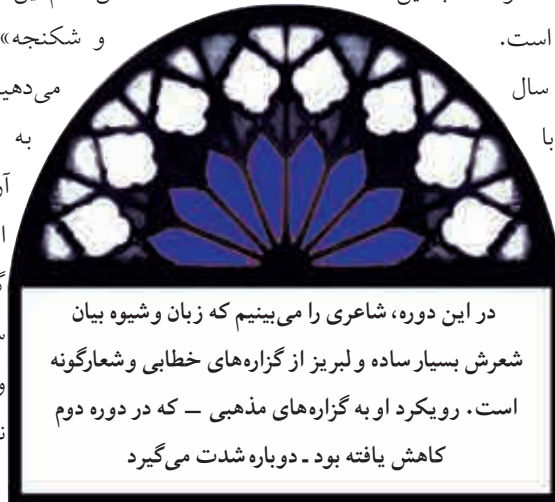 و شکنجه»
است.
سال
می‌دهیـ
با
به
در این دوره، شاعری را می‌بینیم که زبان وشیوه بیان
شعرش بسیار ساده و لبریز از گزاره‌های خطابی وشعارگونه
است. رویکرد او به گزاره‌های مذهبی ــ که در دوره دوم
کاهش یافته بود ـ دوباره شدت می‌گیرد